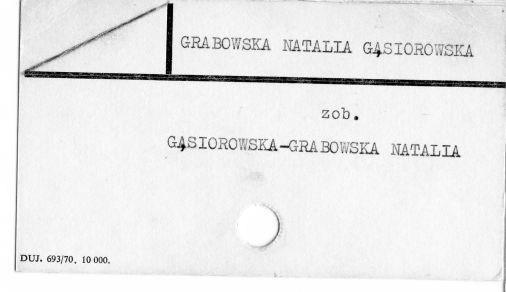 GRABOWSKA NATALIA GĄSIOROWSKA
zob.
GĄSIOROWSKA-GRABOWSKA NATALIA
DUJ. 693/70. 10 000.